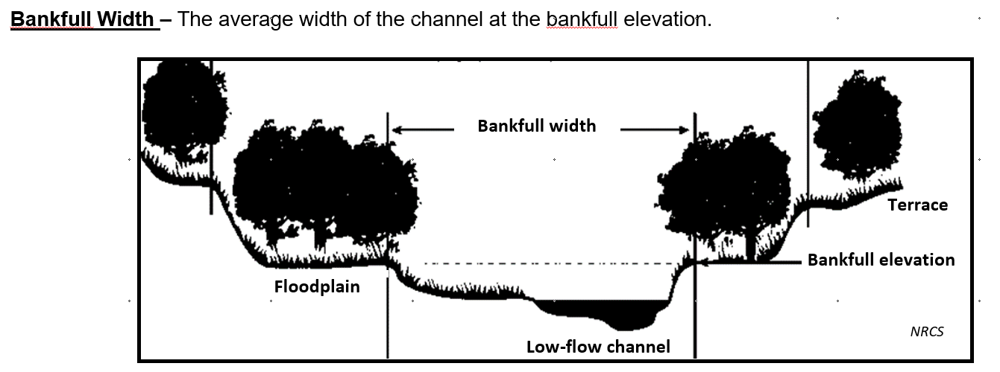 Bankfull Width – The average width of the channel at the bankfull elevation.
Bankfull width
Terrace
Bankfull elevation
Floodplain
NRCS
Low-flow channel